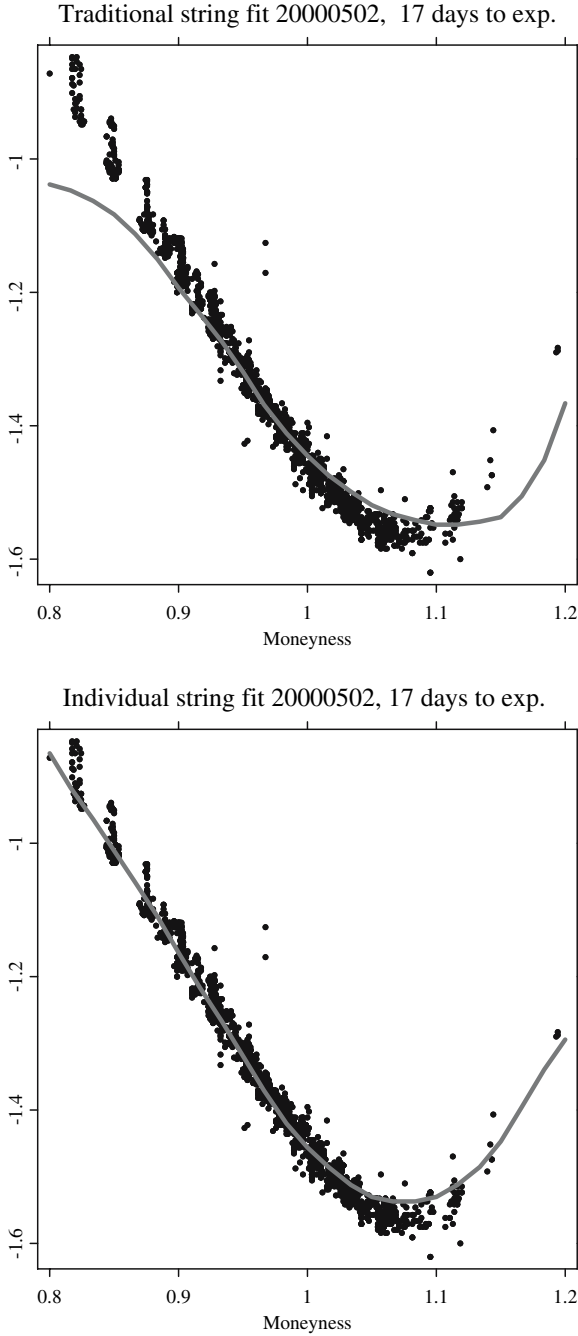 Traditional string fit 20000502, 17 days to exp.
-1
-1.2
-1.4
-1.6
0.8 0.9 1 1.1 1.2
Moneyness
Individual string fit 20000502, 17 days to exp.
-1
-1.2
-1.4
-1.6
0.8 0.9 1 1.1 1.2
Moneyness